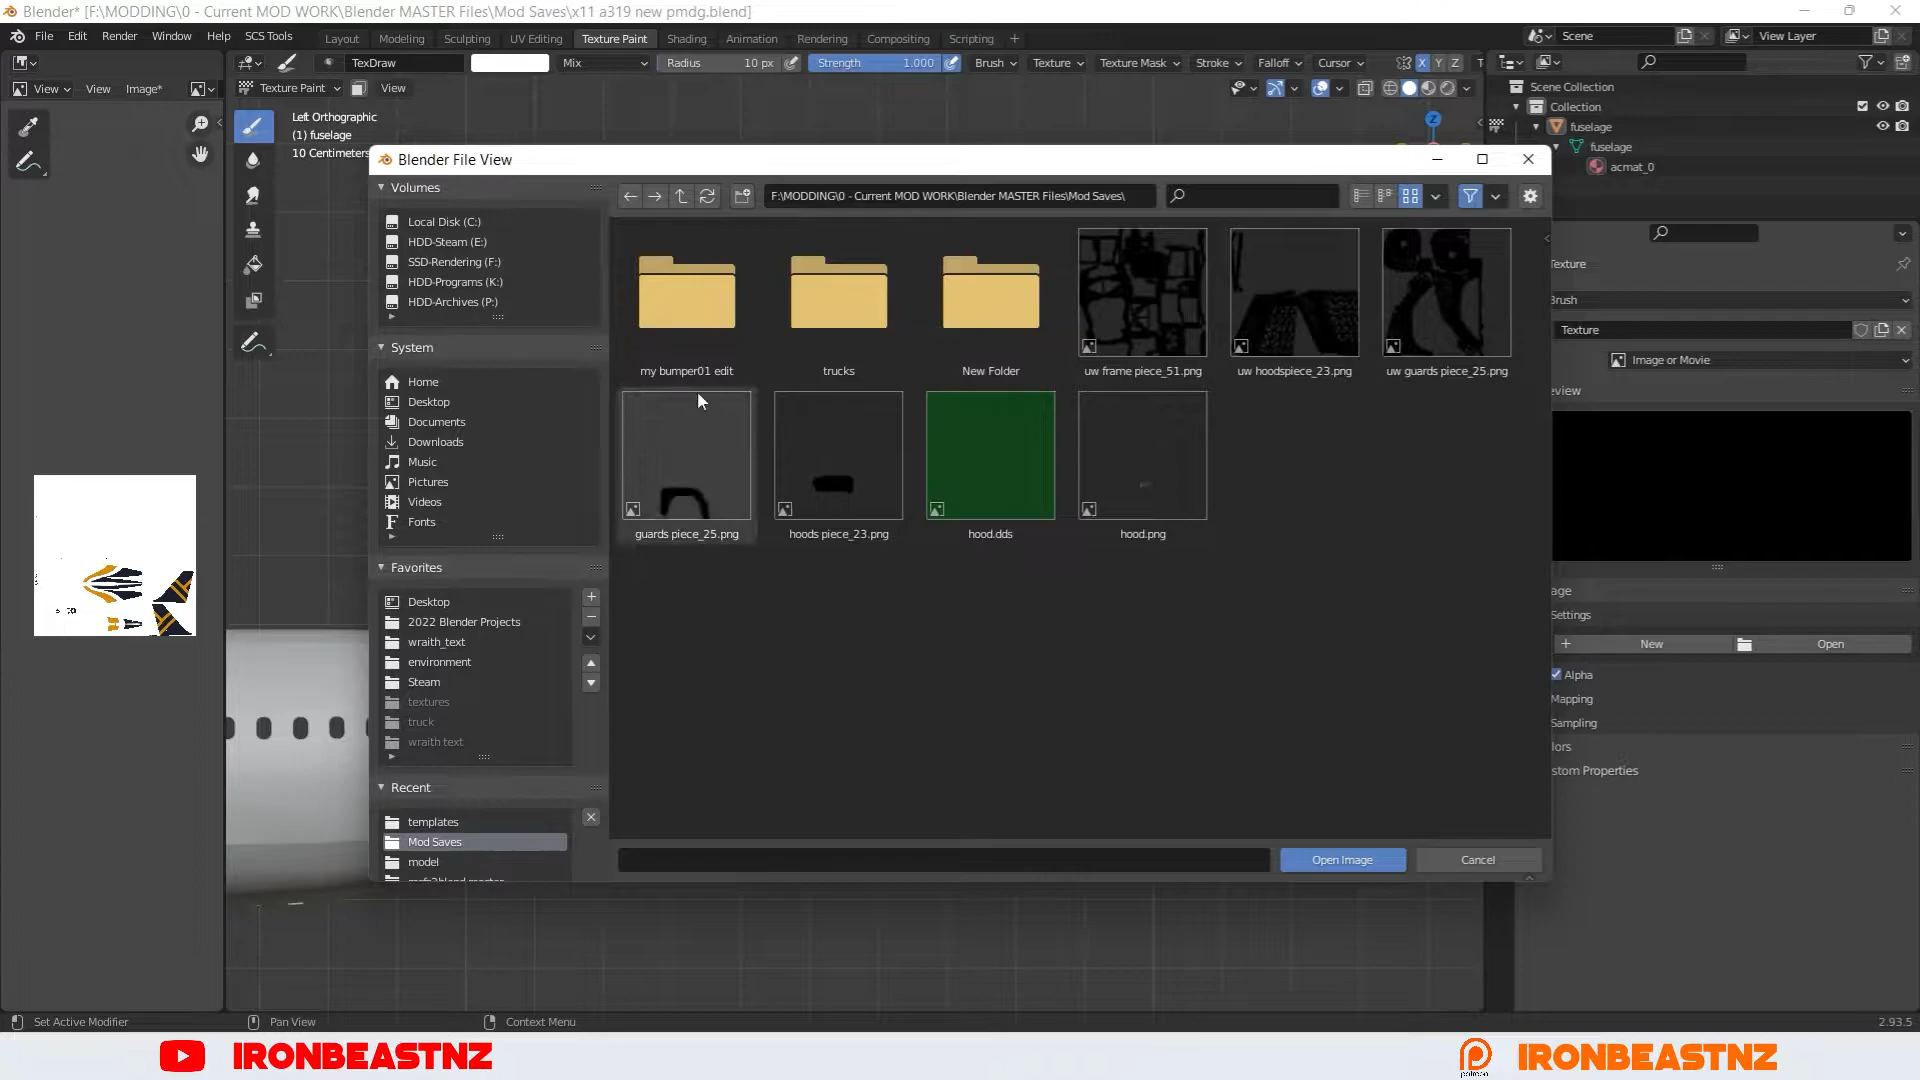 Blender* [F:\MODDING\0 - Current MOD WORK\Blender MASTER Files\Mod Saves\x11 a319 new pmdg.blend]
File Edit Render Window Help SCS Tools Layout Modeling Sculpting UV Editing Texture Paint Shading Animation Rendering Compositing Scripting + Scene View Layer
TexDraw Mix Radius 10 px Strength 1.000 Brush Texture Texture Mask Stroke Falloff Cursor X Y Z
View View Image* Texture Paint View
Scene Collection
Collection
fuselage
fuselage
acmat_0
Left Orthographic
(1) fuselage
10 Centimeters
Z
Blender File View
Volumes
Local Disk (C:)
HDD-Steam (E:)
SSD-Rendering (F:)
HDD-Programs (K:)
HDD-Archives (P:)
System
Home
Desktop
Documents
Downloads
Music
Pictures
Videos
Fonts
Favorites
Desktop
2022 Blender Projects
wraith_text
environment
Steam
textures
truck
wraith text
Recent
templates
Mod Saves
model
F:\MODDING\0 - Current MOD WORK\Blender MASTER Files\Mod Saves\
my bumper01 edit trucks New Folder uw frame piece_51.png uw hoodspiece_23.png uw guards piece_25.png
guards piece_25.png hoods piece_23.png hood.dds hood.png
Open Image Cancel
Texture
Brush
Texture
Image or Movie
eview
age
Settings
New Open
Alpha
Mapping
Sampling
lors
stom Properties
Set Active Modifier Pan View Context Menu 2.93.5
IRONBEASTNZ
patreon IRONBEASTNZ